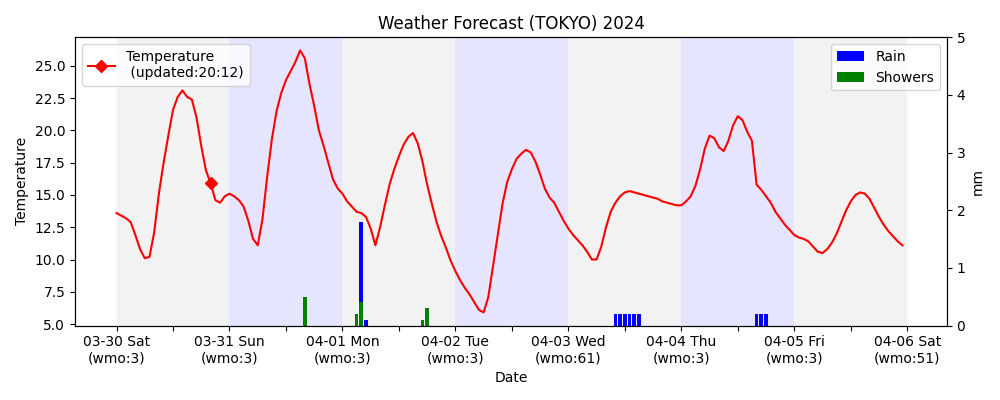 Weather Forecast (TOKYO) 2024
Temperature
(updated:20:12)
Rain
Showers
Temperature
25.0
22.5
20.0
17.5
15.0
12.5
10.0
7.5
5.0
5
4
3
2
1
0
mm
03-30 Sat 03-31 Sun 04-01 Mon 04-02 Tue 04-03 Wed 04-04 Thu 04-05 Fri 04-06 Sat
(wmo:3) (wmo:3) (wmo:3) (wmo:3) (wmo:61) (wmo:3) (wmo:3) (wmo:51)
Date